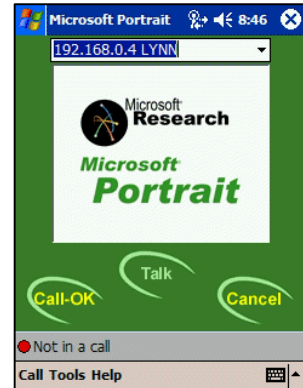 Microsoft Portrait 8:46
192.168.0.4 LYNN
Microsoft
Research
Microsoft
Portrait
Talk
Call-OK
Cancel
Not in a call
Call Tools Help